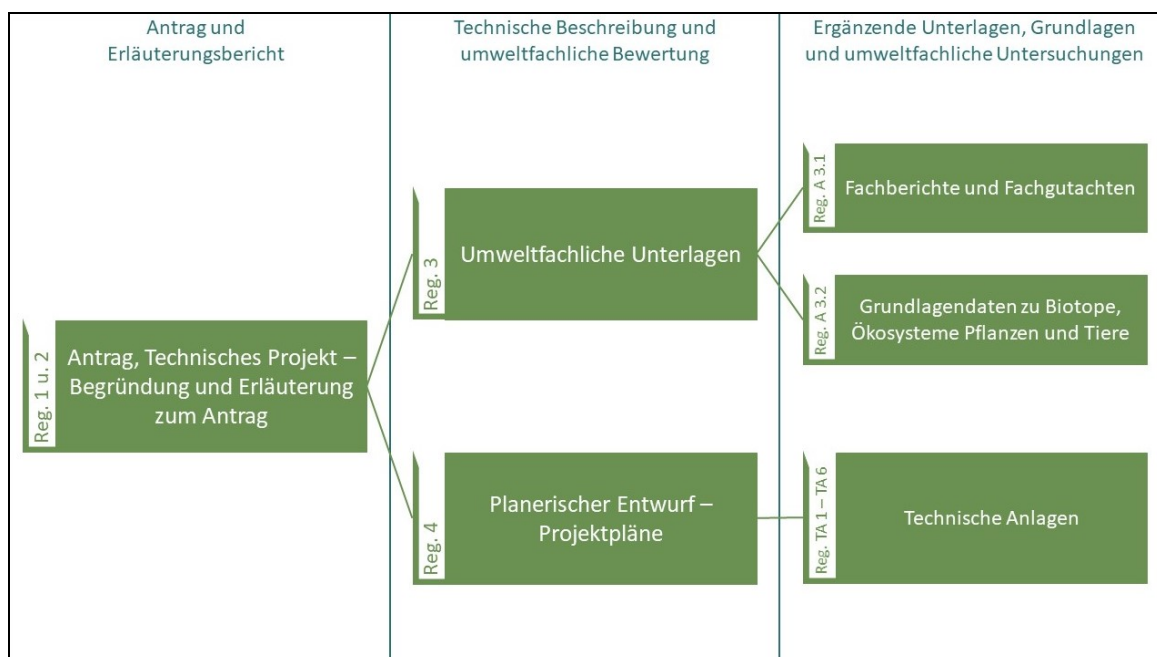 Antrag und
Erläuterungsbericht
Technische Beschreibung und
umweltfachliche Bewertung
Ergänzende Unterlagen, Grundlagen
und umweltfachliche Untersuchungen
Reg. 1 u. 2
Antrag, Technisches Projekt –
Begründung und Erläuterung
zum Antrag
Reg. 3
Umweltfachliche Unterlagen
Reg. 4
Planerischer Entwurf –
Projektpläne
Reg. A 3.1
Fachberichte und Fachgutachten
Reg. A 3.2
Grundlagendaten zu Biotope,
Ökosysteme Pflanzen und Tiere
Reg. TA 1 – TA 6
Technische Anlagen